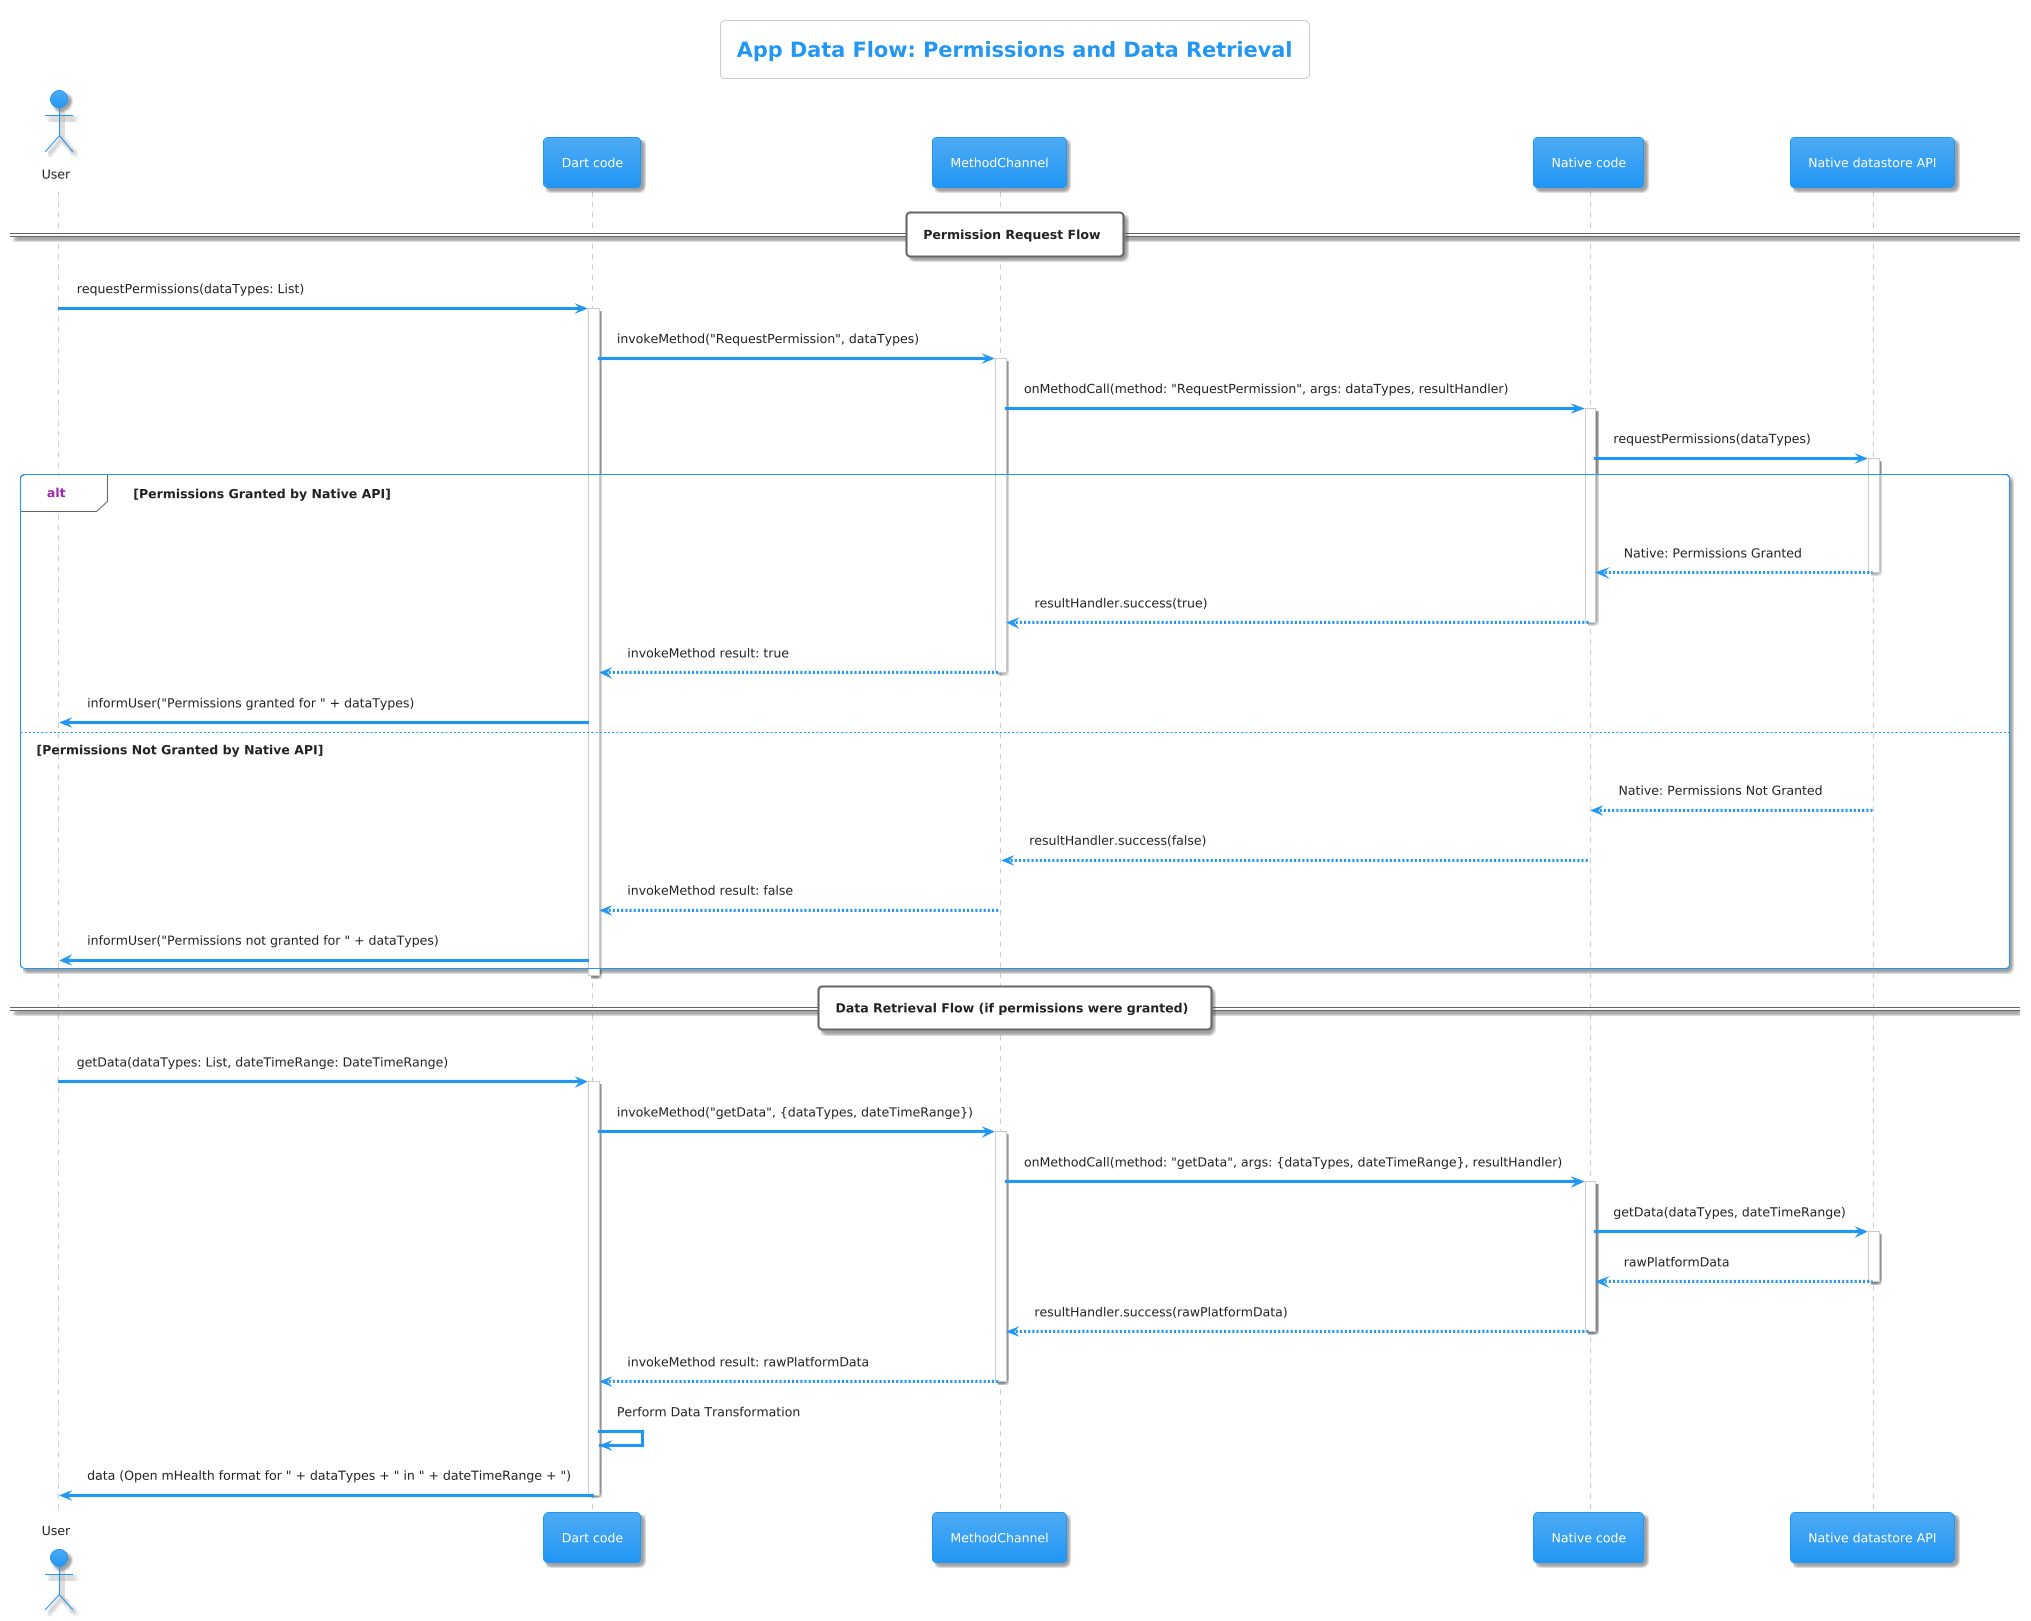 App Data Flow: Permissions and Data Retrieval
User
Dart code
MethodChannel
Native code
Native datastore API
Permission Request Flow
requestPermissions(dataTypes: List)
invokeMethod("RequestPermission", dataTypes)
onMethodCall(method: "RequestPermission", args: dataTypes, resultHandler)
requestPermissions(dataTypes)
alt
[Permissions Granted by Native API]
Native: Permissions Granted
resultHandler.success(true)
invokeMethod result: true
informUser("Permissions granted for " + dataTypes)
[Permissions Not Granted by Native API]
Native: Permissions Not Granted
resultHandler.success(false)
invokeMethod result: false
informUser("Permissions not granted for " + dataTypes)
Data Retrieval Flow (if permissions were granted)
getData(dataTypes: List, dateTimeRange: DateTimeRange)
invokeMethod("getData", {dataTypes, dateTimeRange})
onMethodCall(method: "getData", args: {dataTypes, dateTimeRange}, resultHandler)
getData(dataTypes, dateTimeRange)
rawPlatformData
resultHandler.success(rawPlatformData)
invokeMethod result: rawPlatformData
Perform Data Transformation
data (Open mHealth format for " + dataTypes + " in " + dateTimeRange + ")
User
Dart code
MethodChannel
Native code
Native datastore API